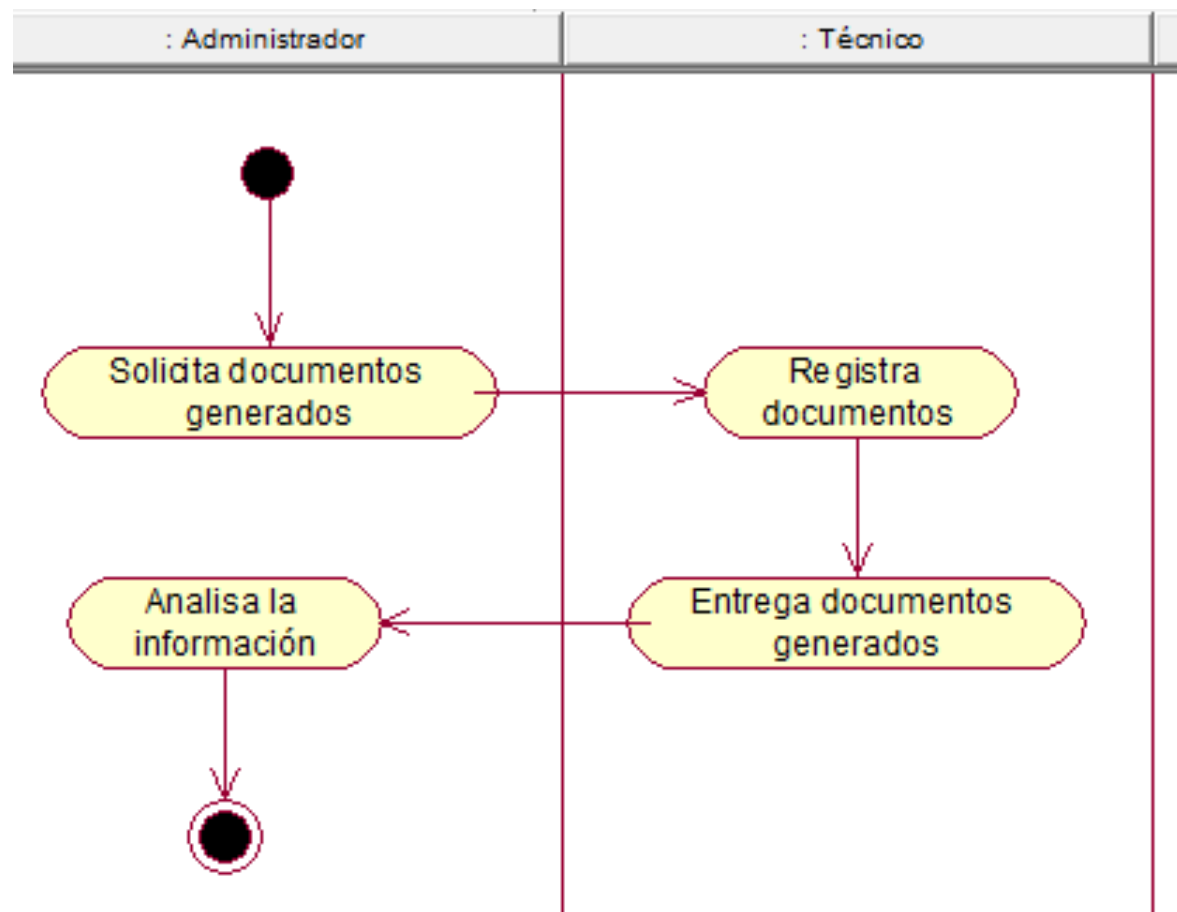 : Administrador
: Técnico
Solicita documentos
generados
Registra
documentos
Analisa la
información
Entrega documentos
generados